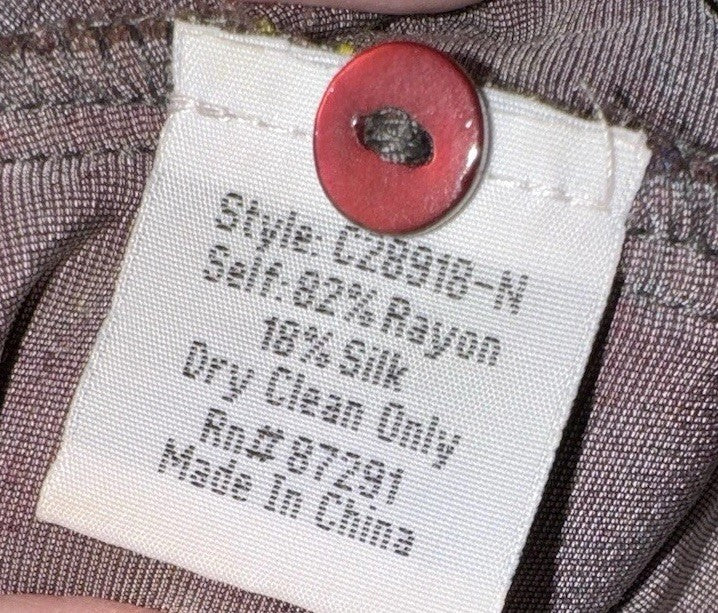 Style: C28918-N
Self: 82% Rayon
18% Silk
Dry Clean Only
Rn# 87291
Made In China